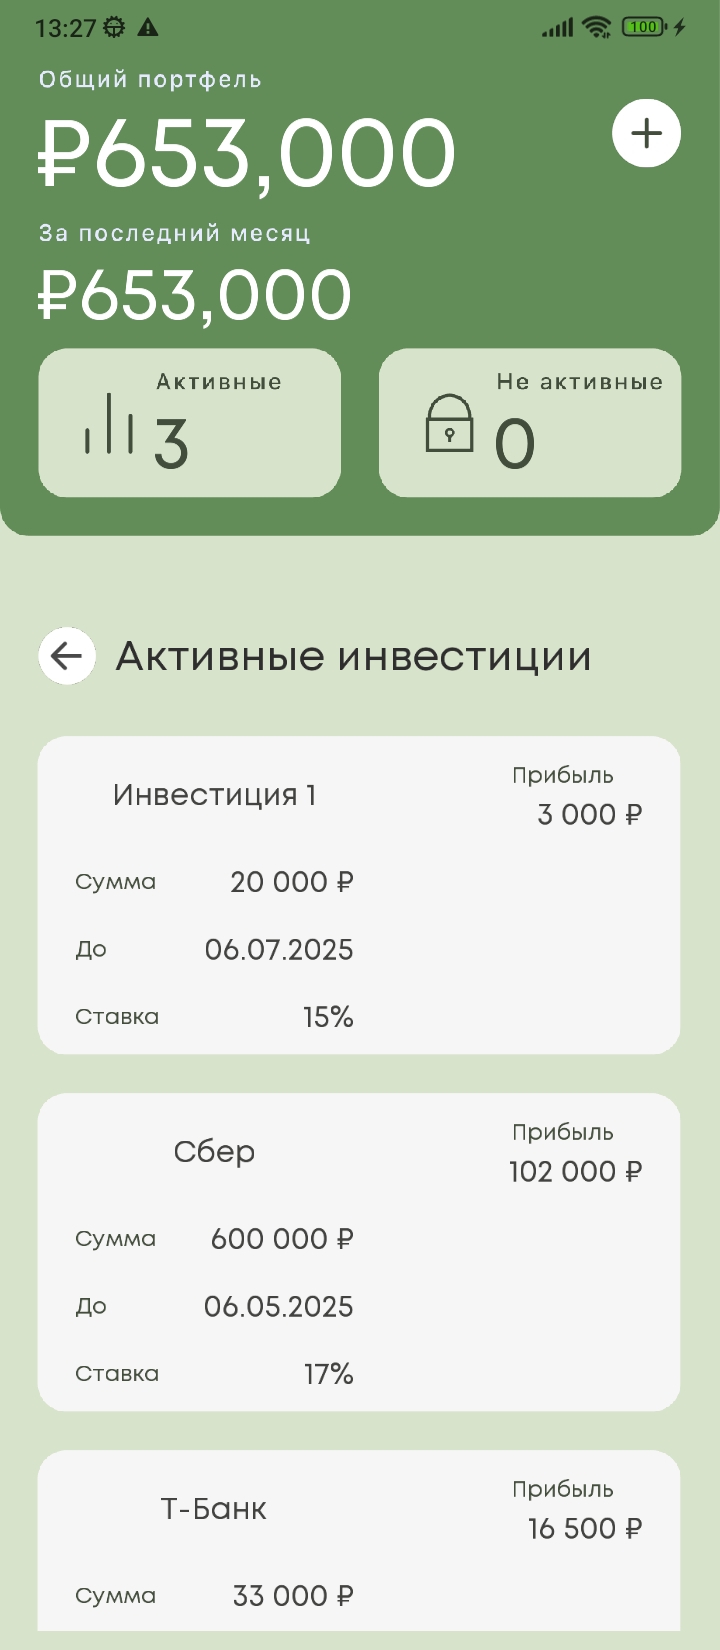 13:27
100
Общий портфель
₽653,000
За последний месяц
₽653,000
Активные
3
Не активные
0
Активные инвестиции
Инвестиция 1
Прибыль
3 000 ₽
Сумма 20 000 ₽
До 06.07.2025
Ставка 15%
Сбер
Прибыль
102 000 ₽
Сумма 600 000 ₽
До 06.05.2025
Ставка 17%
Т-Банк
Прибыль
16 500 ₽
Сумма 33 000 ₽